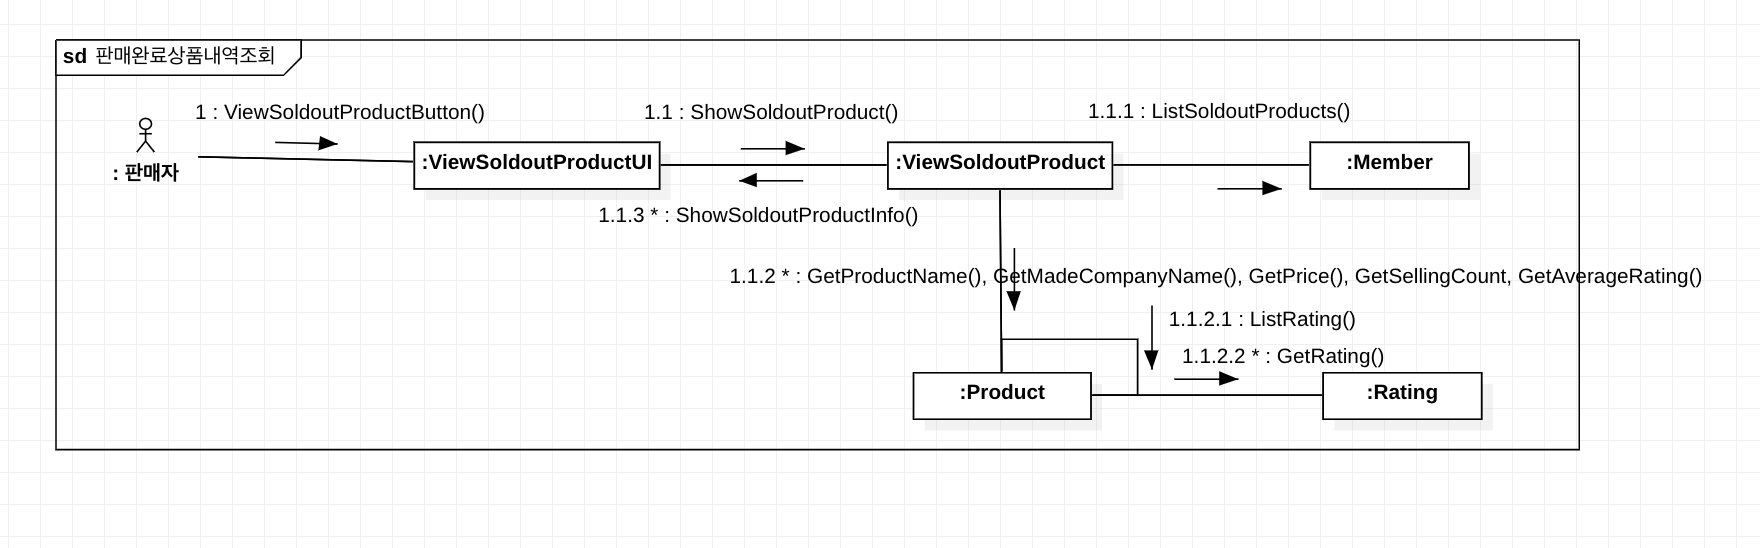 sd 판매완료상품내역조회
1 : ViewSoldoutProductButton()
1.1 : ShowSoldoutProduct()
1.1.1 : ListSoldoutProducts()
: 판매자
:ViewSoldoutProductUI
:ViewSoldoutProduct
:Member
1.1.3 * : ShowSoldoutProductInfo()
1.1.2 * : GetProductName(), GetMadeCompanyName(), GetPrice(), GetSellingCount, GetAverageRating()
1.1.2.1 : ListRating()
1.1.2.2 * : GetRating()
:Product
:Rating